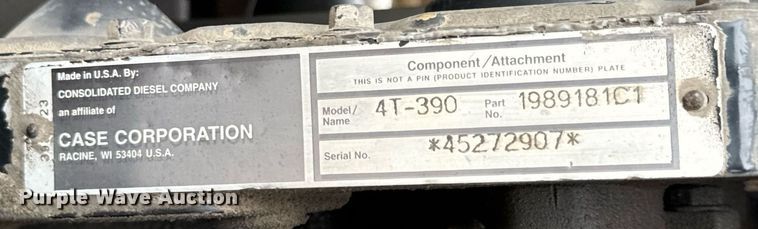 Made in U.S.A. By:
CONSOLIDATED DIESEL COMPANY
an affiliate of
CASE CORPORATION
RACINE, WI 53404 U.S.A.
Component/Attachment
THIS IS NOT A PIN (PRODUCT IDENTIFICATION NUMBER) PLATE
Model/Name 4T-390 Part No. 1989181C1
Serial No. *45272907*
Purple Wave Auction